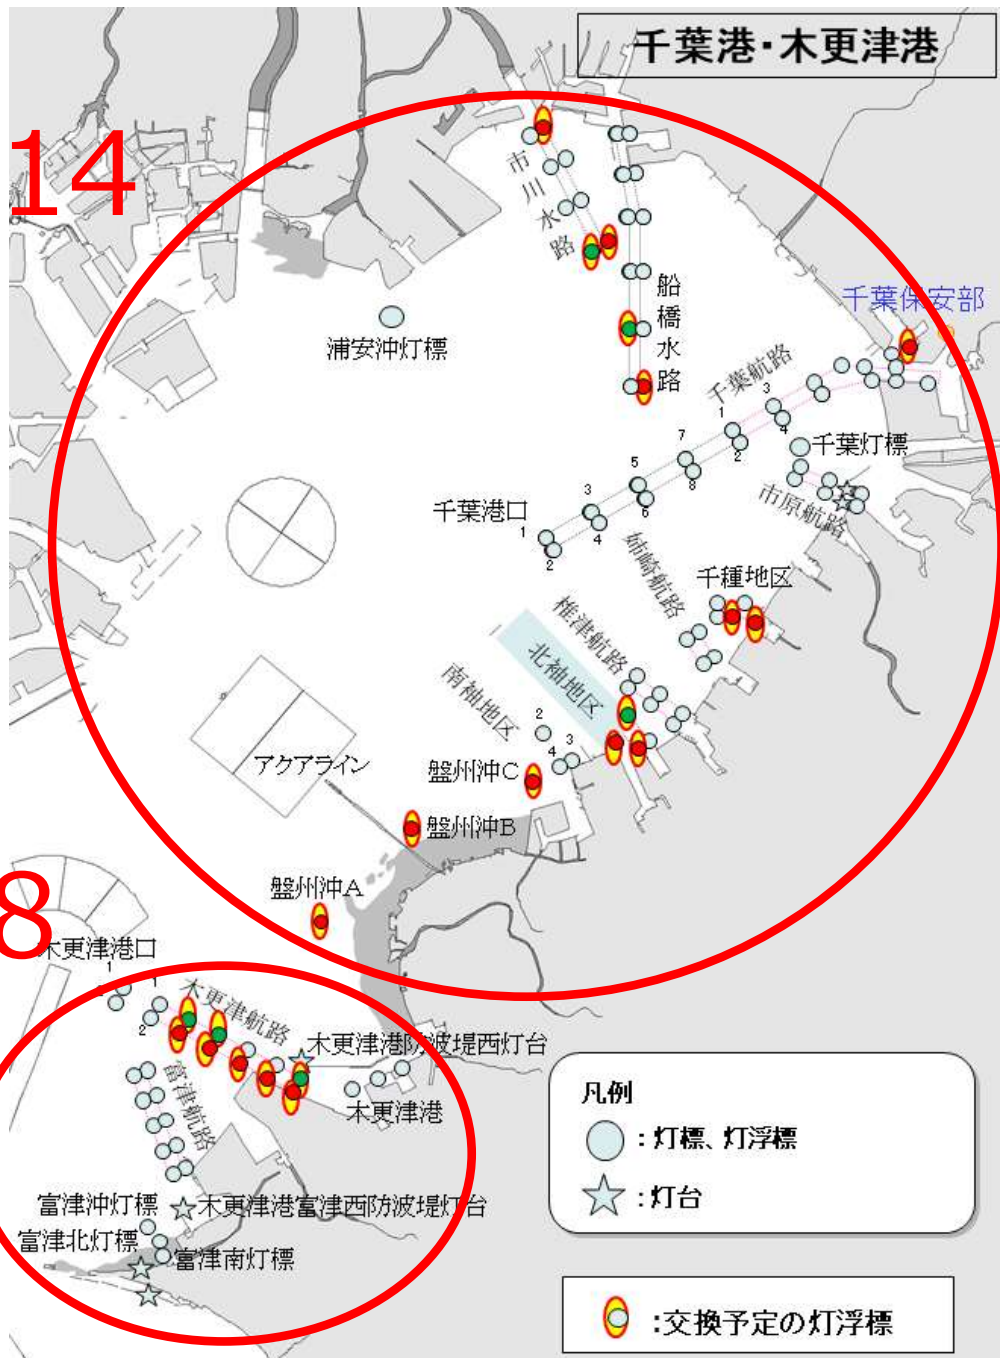 千葉港・木更津港
14
市川水路
船橋水路
千葉保安部
浦安沖灯標
千葉航路
1
3
2
4
千葉灯標
市原航路
7
5
8
3
6
千葉港口
1
4
2
姉崎航路
千種地区
椎津航路
北袖地区
南袖地区
2
3
4
アクアライン
盤州沖C
盤州沖B
盤州沖A
8
木更津港口
1
1
2
木更津航路
木更津港防波堤西灯台
富津航路
木更津港
富津沖灯標
木更津港富津西防波堤灯台
富津北灯標
富津南灯標
凡例
：灯標、灯浮標
：灯台
：交換予定の灯浮標